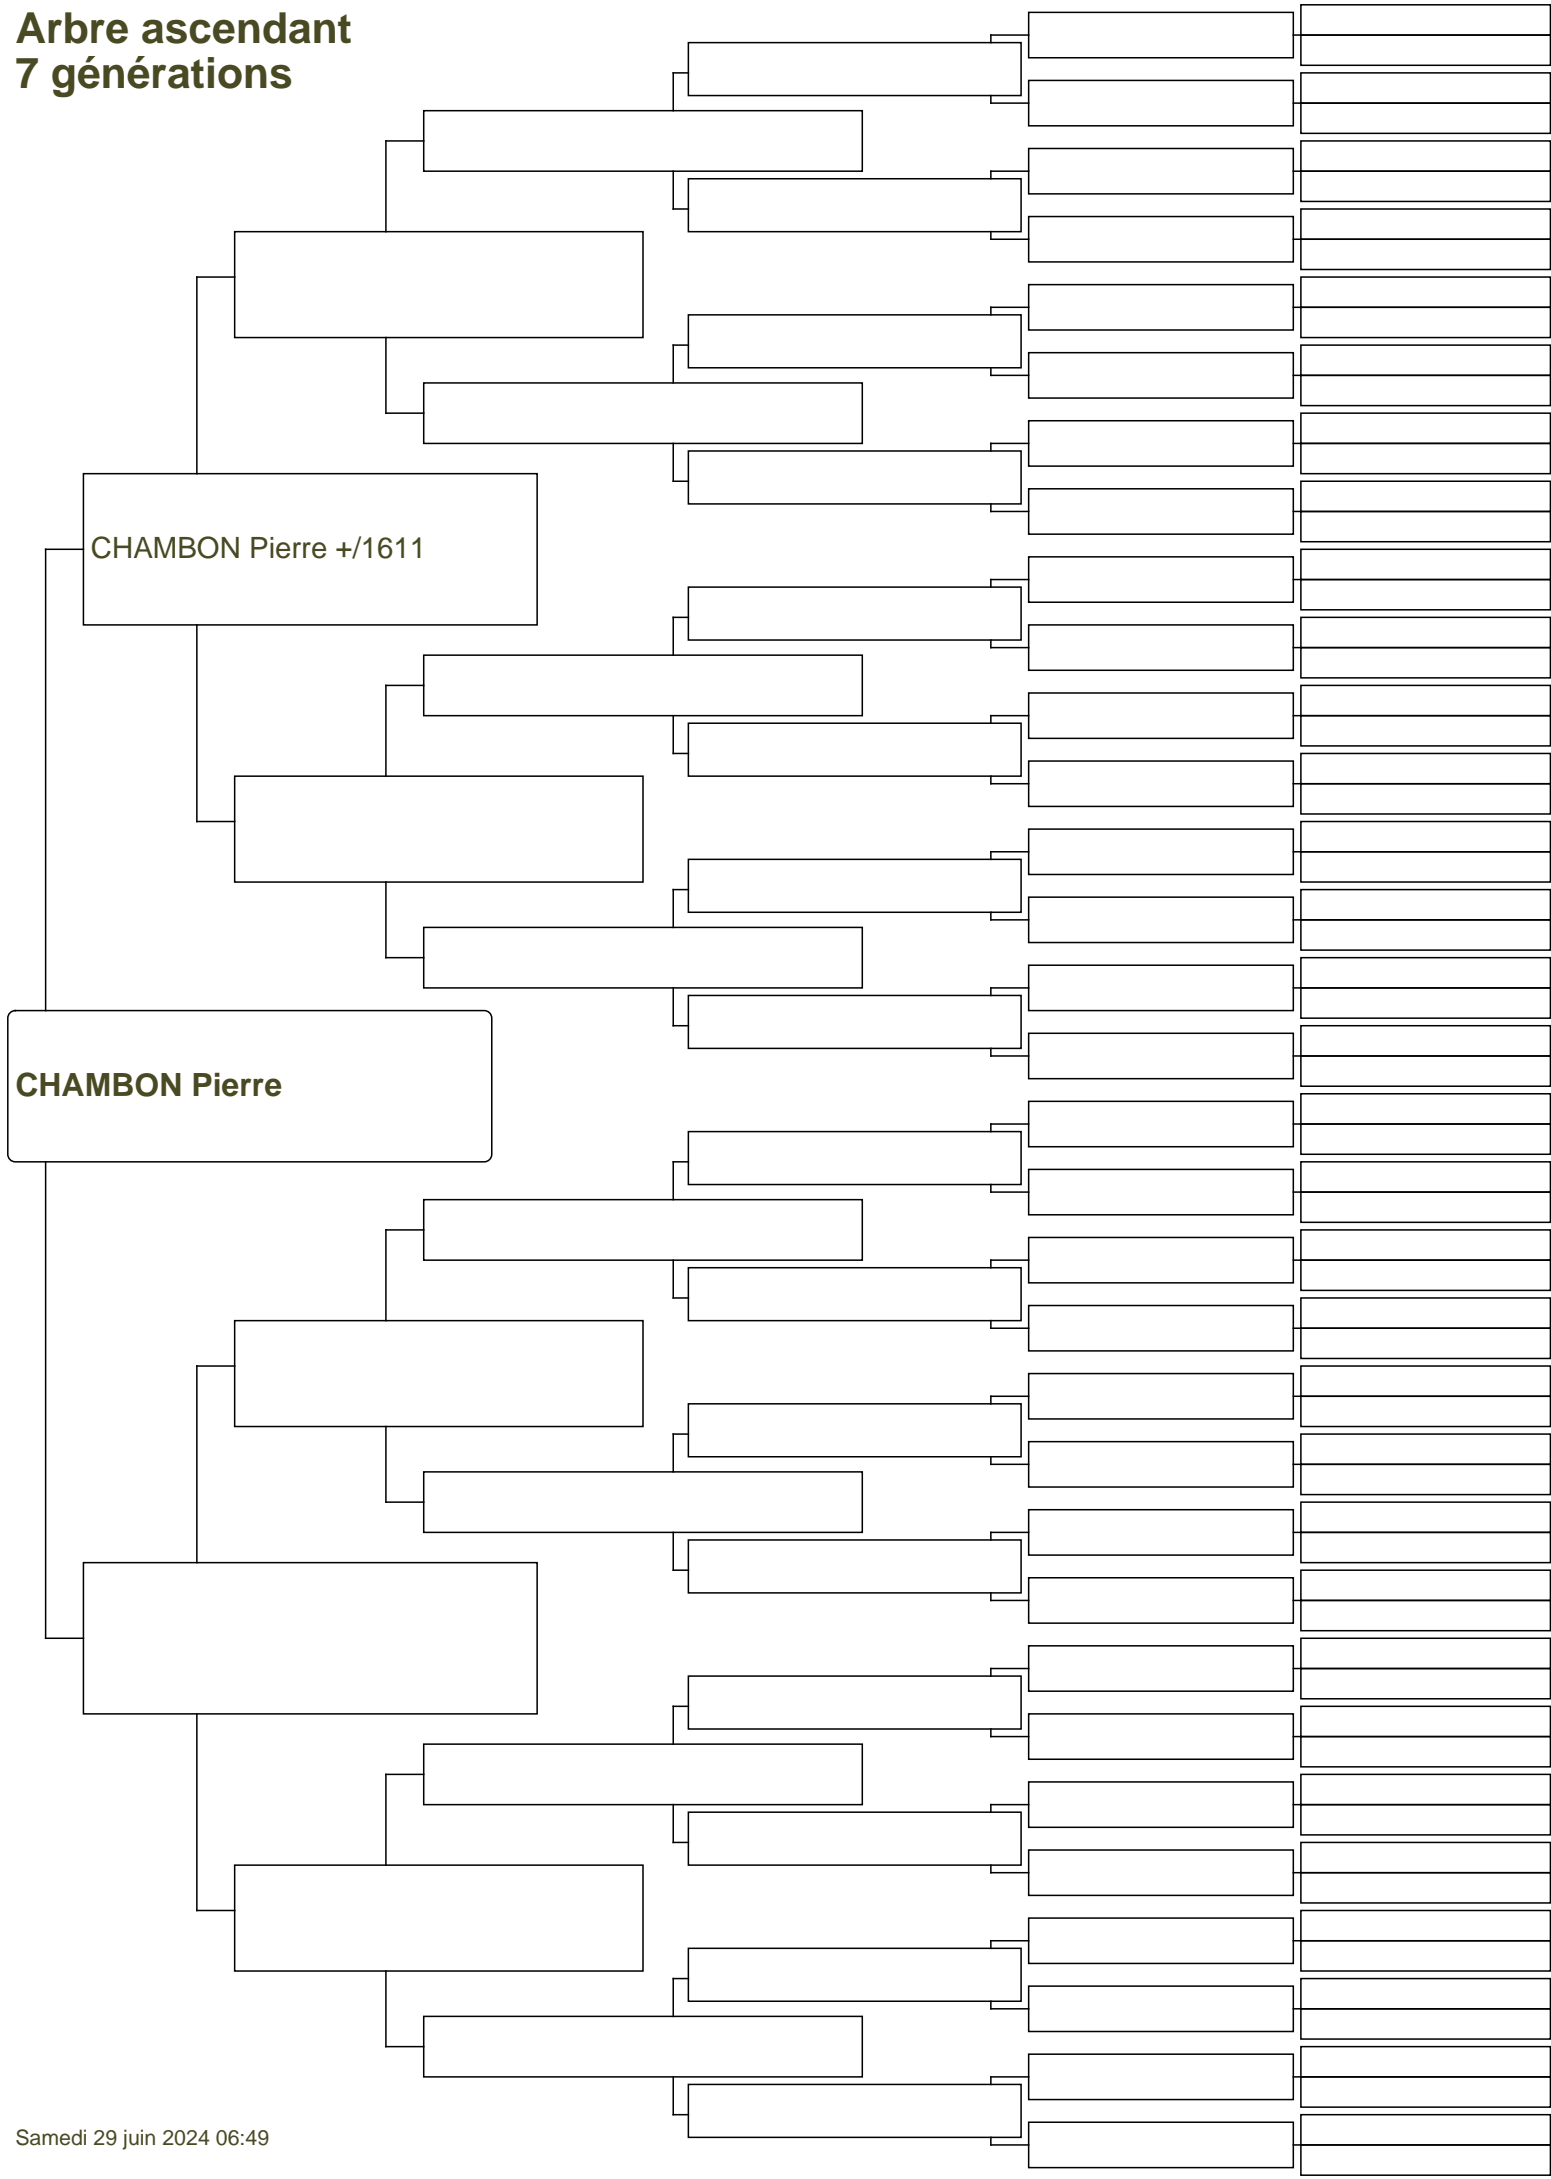 Arbre ascendant
7 générations
CHAMBON Pierre +/1611
CHAMBON Pierre
Samedi 29 juin 2024 06:49